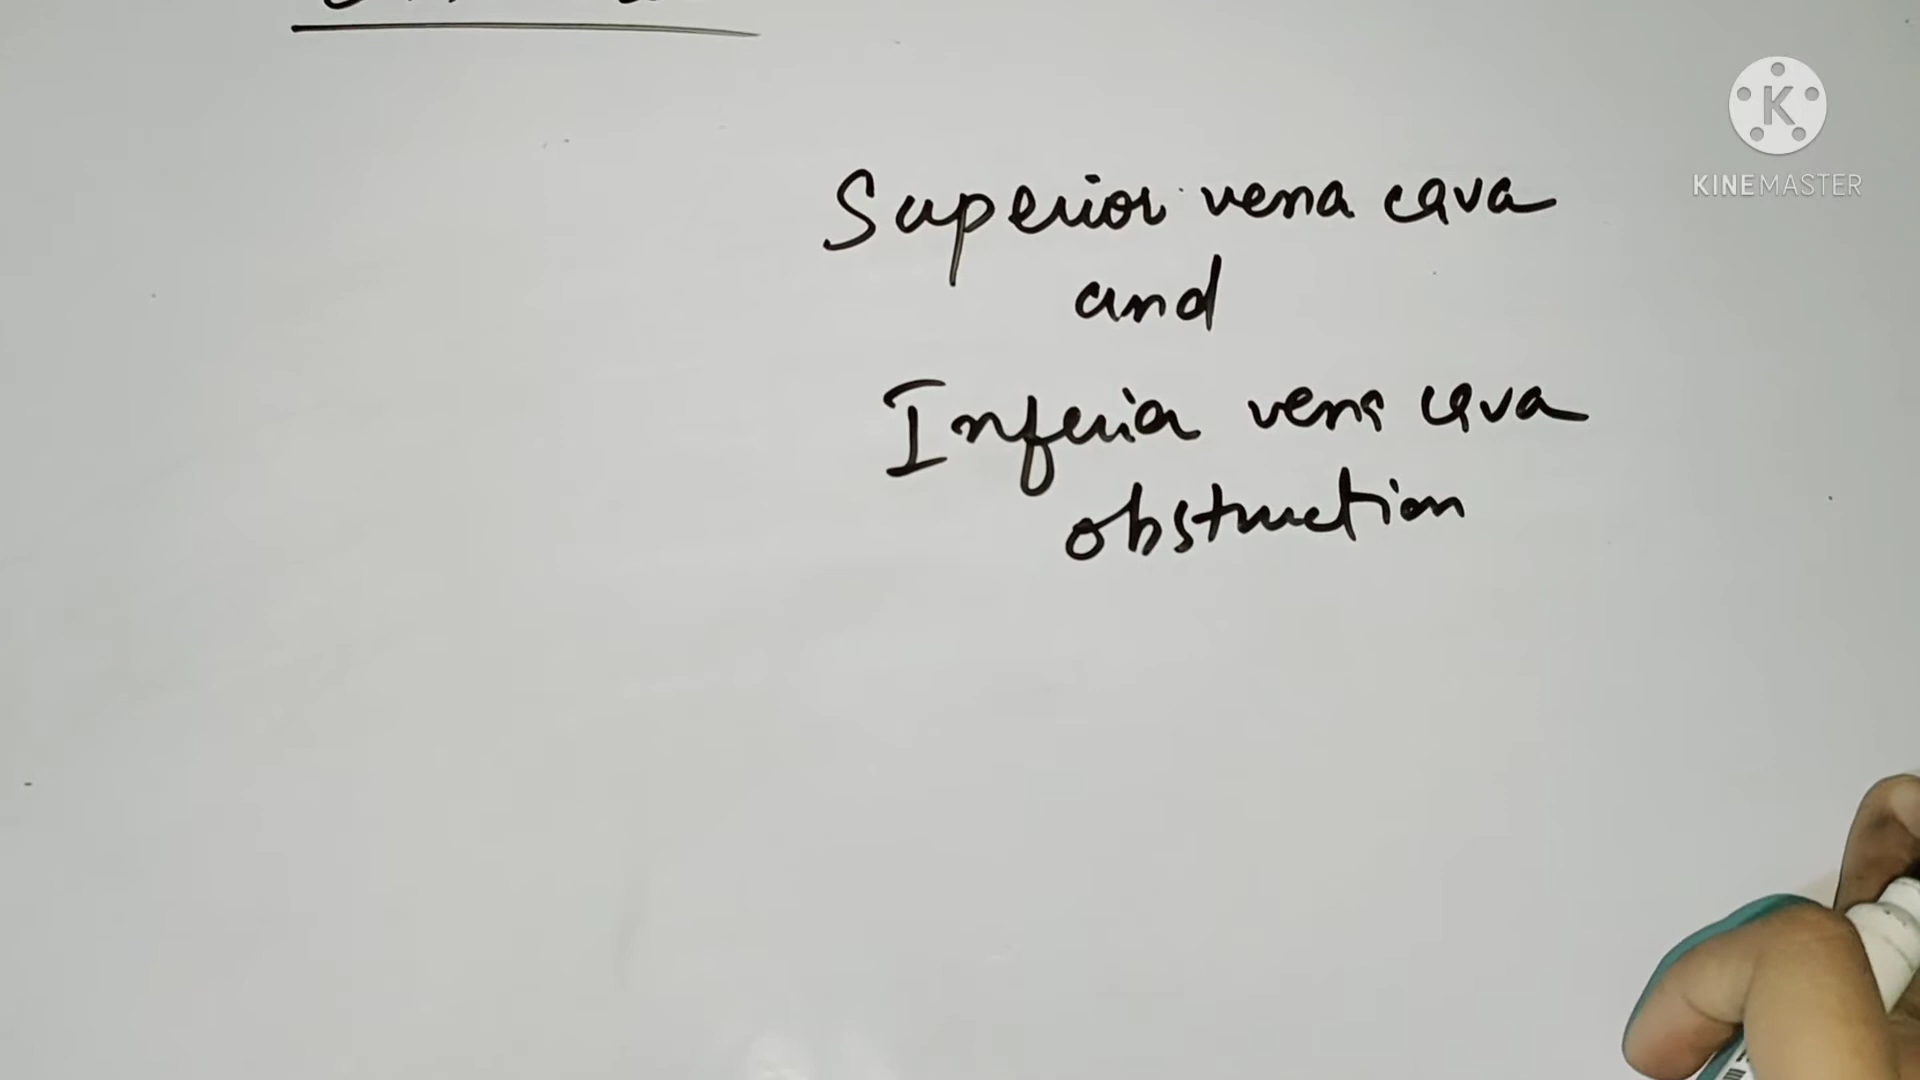 Superior vena cava
and
Inferior vena cava
obstruction
K
KINEMASTER